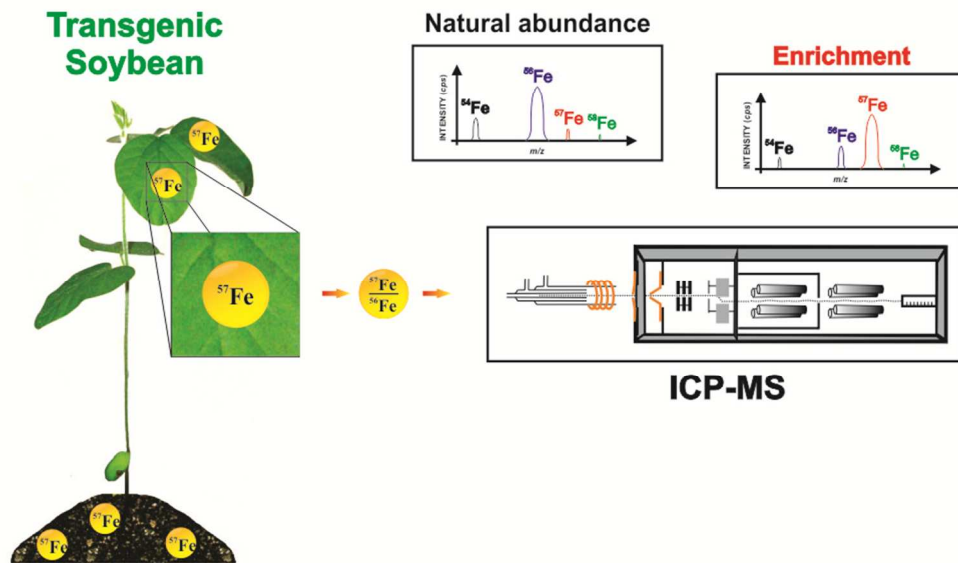 Transgenic
Soybean
Natural abundance
Enrichment
INTENSITY (cps)
⁵⁴Fe
⁵⁶Fe
⁵⁷Fe
⁵⁸Fe
m/z
INTENSITY (cps)
⁵⁴Fe
⁵⁶Fe
⁵⁷Fe
⁵⁸Fe
m/z
⁵⁷Fe
⁵⁷Fe
⁵⁷Fe
⁵⁷Fe
⁵⁶Fe
ICP-MS
⁵⁷Fe
⁵⁷Fe
⁵⁷Fe